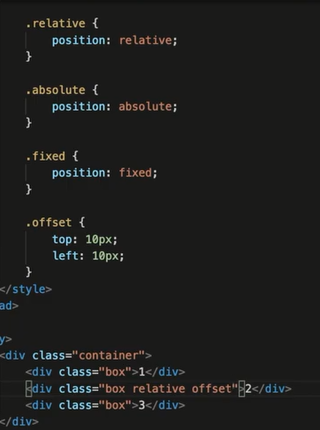 .relative {
position: relative;
}
.absolute {
position: absolute;
}
.fixed {
position: fixed;
}
.offset {
top: 10px;
left: 10px;
}
</style>
ad>
y>
<div class="container">
<div class="box">1</div>
<div class="box relative offset">2</div>
<div class="box">3</div>
</div>